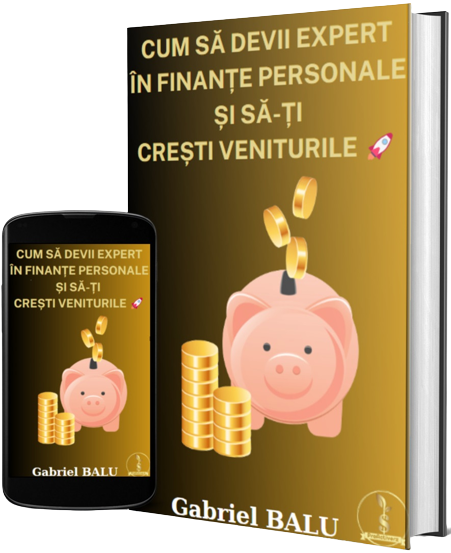 CUM SĂ DEVII EXPERT
ÎN FINANȚE PERSONALE
ȘI SĂ-ȚI
CREȘTI VENITURILE 🚀
Gabriel BALU
CUM SĂ DEVII EXPERT
ÎN FINANȚE PERSONALE
ȘI SĂ-ȚI
CREȘTI VENITURILE 🚀
Gabriel BALU